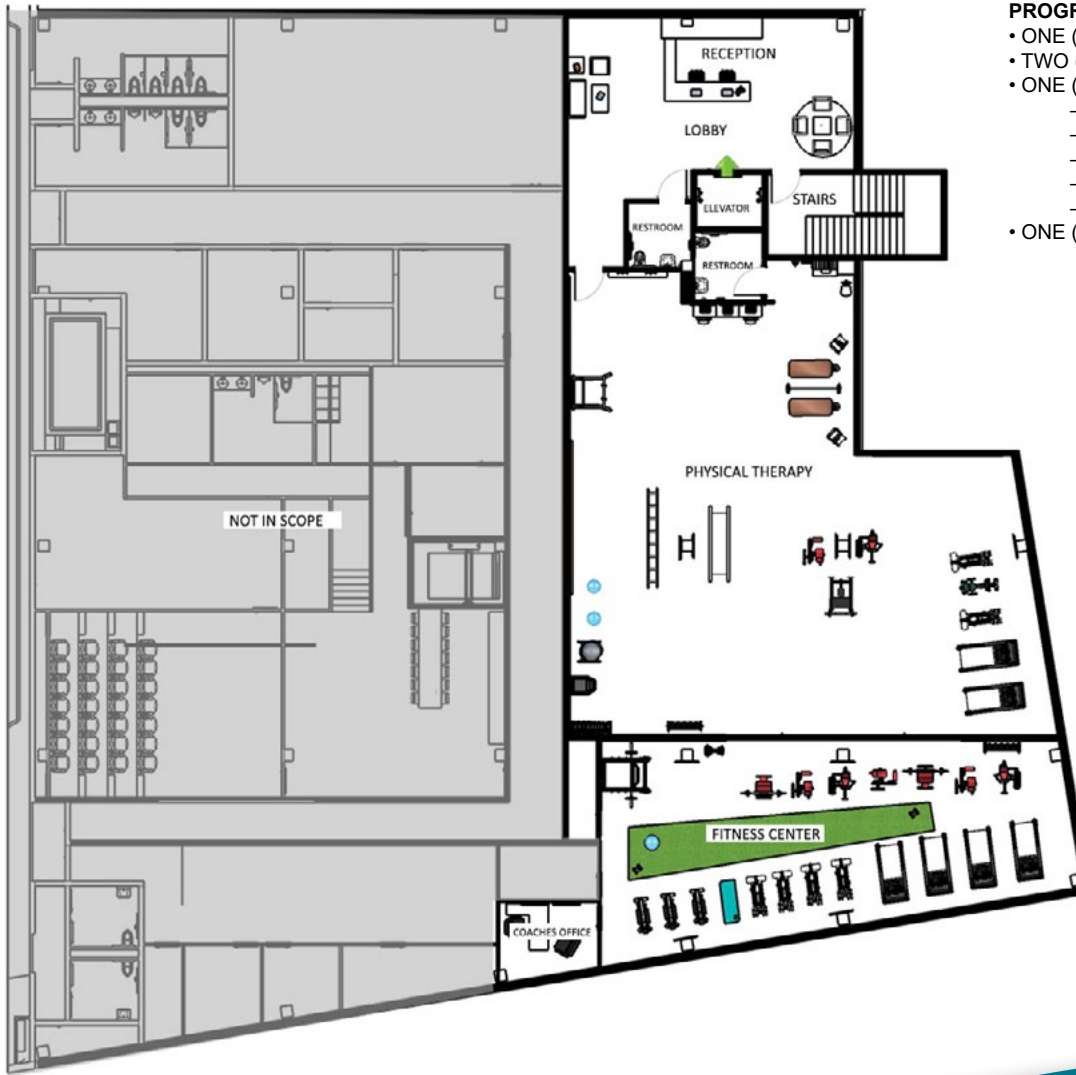 PROGR
• ONE (
• TWO
• ONE (
–
–
–
–
–
• ONE (
RECEPTION
LOBBY
ELEVATOR
STAIRS
RESTROOM
RESTROOM
PHYSICAL THERAPY
NOT IN SCOPE
FITNESS CENTER
COACHES OFFICE